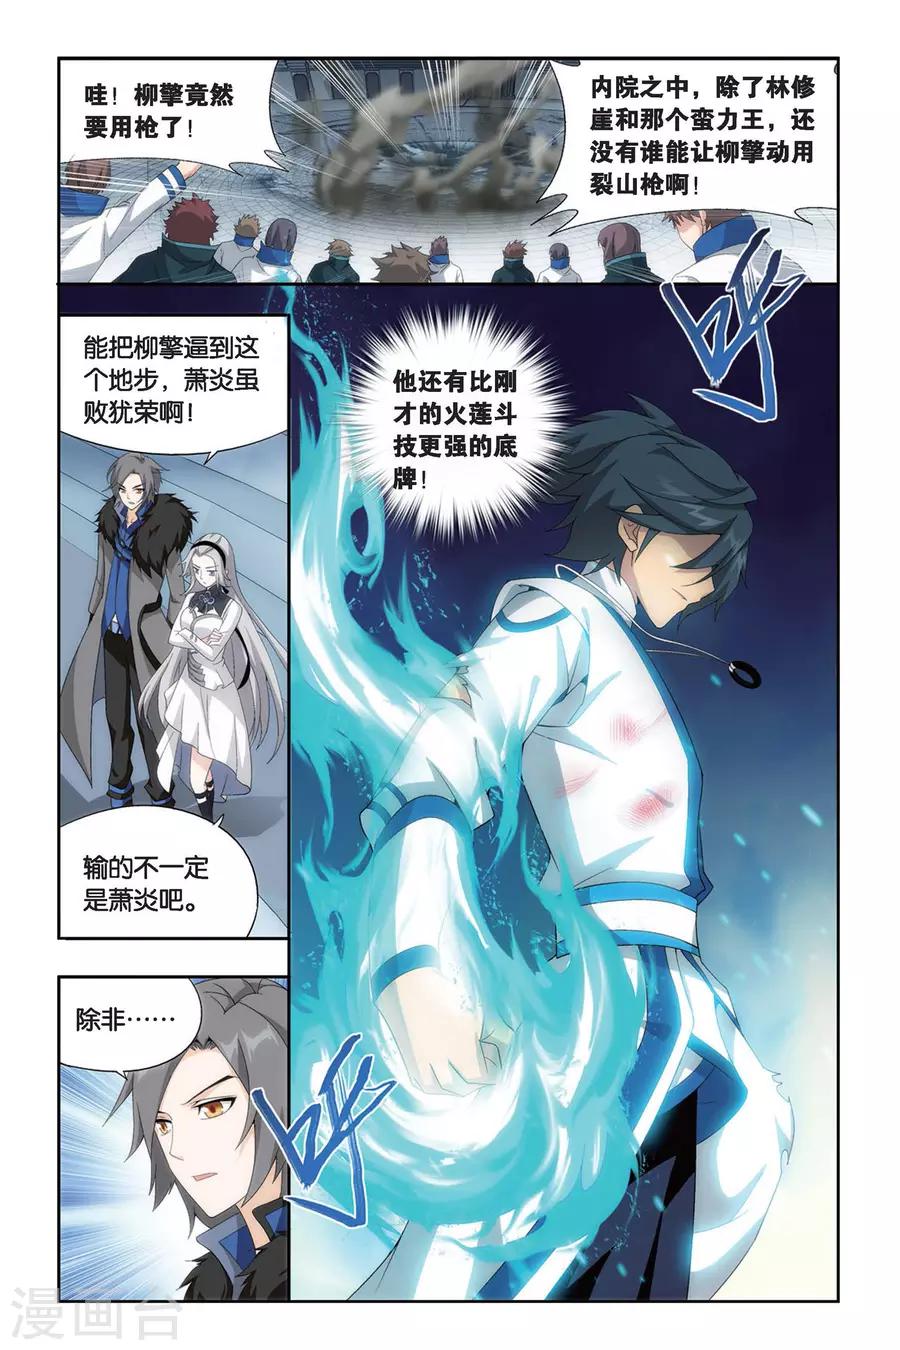 哇！柳擎竟然
要用枪了！
内院之中，除了林修
崖和那个蛮力王，还
没有谁能让柳擎动用
裂山枪啊！
能把柳擎逼到这
个地步，萧炎虽
败犹荣啊！
他还有比刚
才的火莲斗
技更强的底
牌！
呼
输的不一定
是萧炎吧。
除非……
呼
漫画台